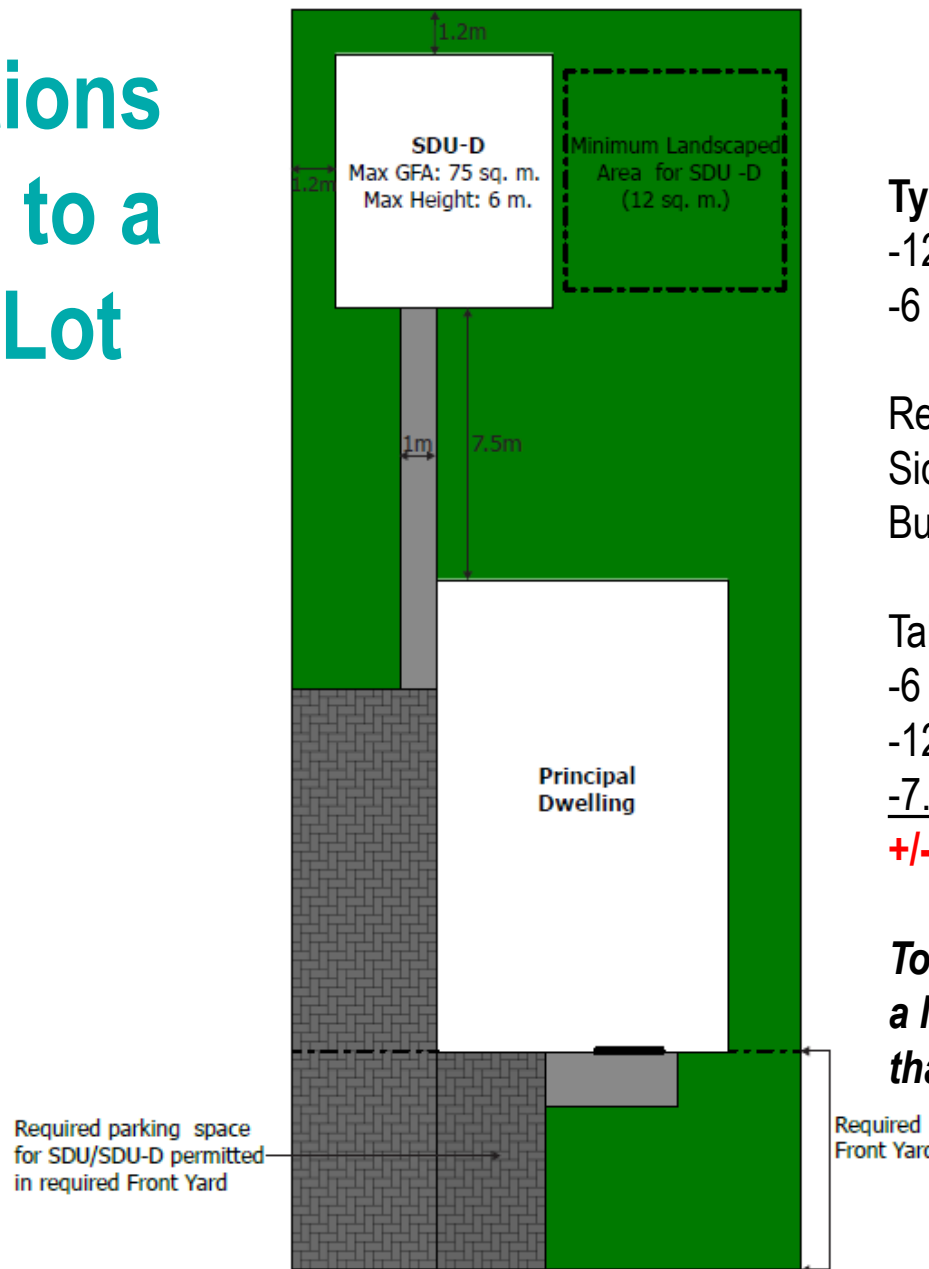 tions
to a
Lot
1.2m
SDU-D
Max GFA: 75 sq. m.
Max Height: 6 m.
1.2m
Minimum Landscaped
Area for SDU -D
(12 sq. m.)
1m
7.5m
Principal
Dwelling
Required parking space
for SDU/SDU-D permitted
in required Front Yard
Required
Front Yard
Ty
-12
-6
Re
Sid
Bu
Ta
-6
-12
-7.
+/-
To
a l
tha